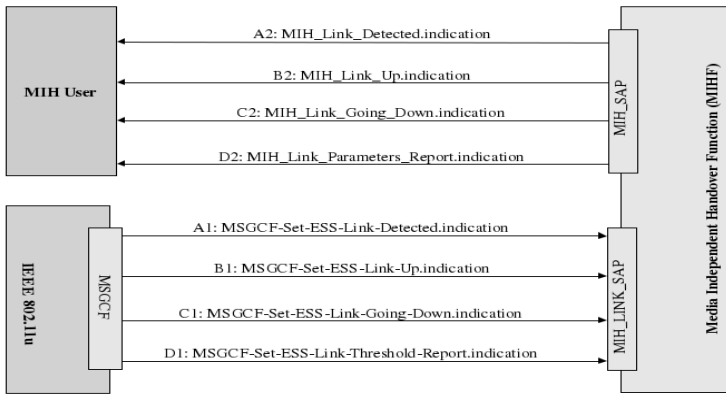 A2: MIH_Link_Detected.indication
B2: MIH_Link_Up.indication
MIH User
C2: MIH_Link_Going_Down.indication
D2: MIH_Link_Parameters_Report.indication
MIH_SAP
Media Independent Handover Function (MIHF)
A1: MSGCF-Set-ESS-Link-Detected.indication
B1: MSGCF-Set-ESS-Link-Up.indication
C1: MSGCF-Set-ESS-Link-Going-Down.indication
D1: MSGCF-Set-ESS-Link-Threshold-Report.indication
IEEE 802.11u
MSGCF
MIH_LINK_SAP